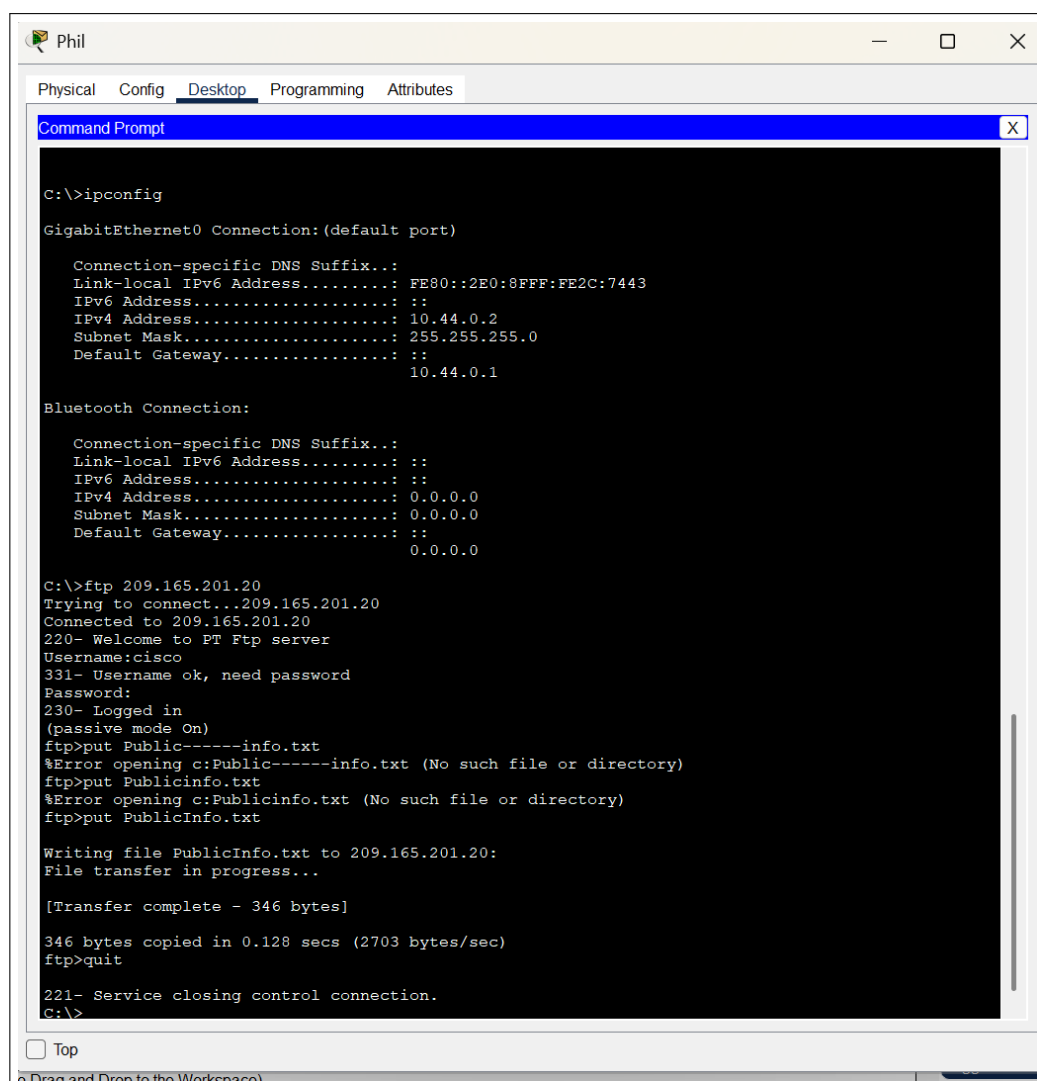 Phil
Physical Config Desktop Programming Attributes
Command Prompt X
C:\>ipconfig
GigabitEthernet0 Connection:(default port)
Connection-specific DNS Suffix..:
Link-local IPv6 Address.........: FE80::2E0:8FFF:FE2C:7443
IPv6 Address....................: ::
IPv4 Address....................: 10.44.0.2
Subnet Mask.....................: 255.255.255.0
Default Gateway.................: ::
10.44.0.1
Bluetooth Connection:
Connection-specific DNS Suffix..:
Link-local IPv6 Address.........: ::
IPv6 Address....................: ::
IPv4 Address....................: 0.0.0.0
Subnet Mask.....................: 0.0.0.0
Default Gateway.................: ::
0.0.0.0
C:\>ftp 209.165.201.20
Trying to connect...209.165.201.20
Connected to 209.165.201.20
220- Welcome to PT Ftp server
Username:cisco
331- Username ok, need password
Password:
230- Logged in
(passive mode On)
ftp>put Public------info.txt
%Error opening c:Public------info.txt (No such file or directory)
ftp>put Publicinfo.txt
%Error opening c:Publicinfo.txt (No such file or directory)
ftp>put PublicInfo.txt
Writing file PublicInfo.txt to 209.165.201.20:
File transfer in progress...
[Transfer complete - 346 bytes]
346 bytes copied in 0.128 secs (2703 bytes/sec)
ftp>quit
221- Service closing control connection.
C:\>
Top
Drag and Drop to the Workspace)